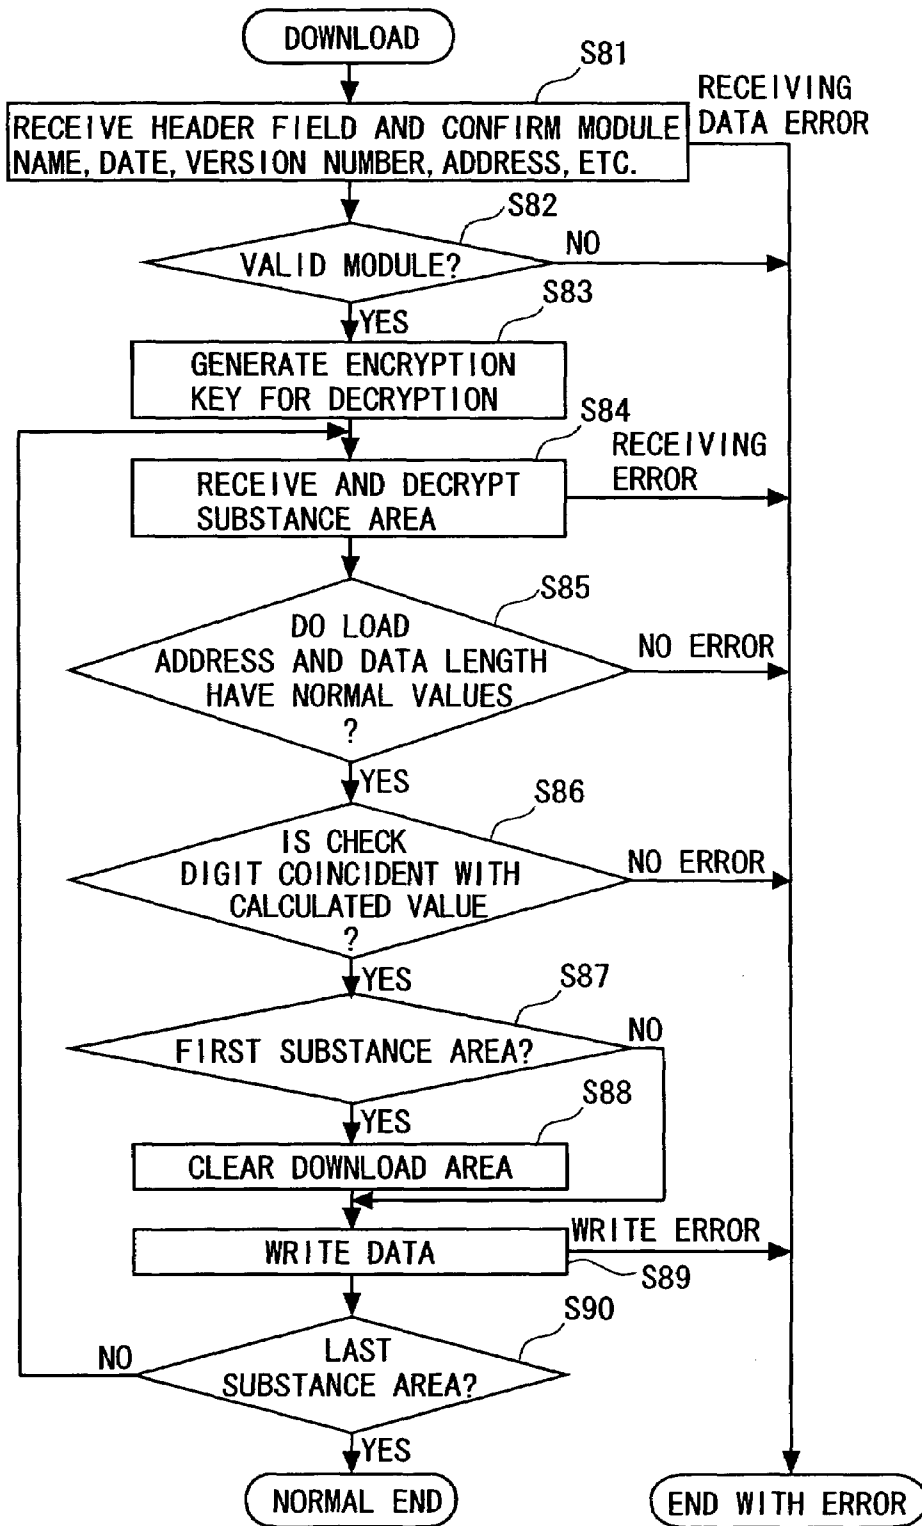 DOWNLOAD
S81
RECEIVING
DATA ERROR
RECEIVE HEADER FIELD AND CONFIRM MODULE
NAME, DATE, VERSION NUMBER, ADDRESS, ETC.
S82
VALID MODULE?
NO
S83
YES
GENERATE ENCRYPTION
KEY FOR DECRYPTION
S84
RECEIVING
ERROR
RECEIVE AND DECRYPT
SUBSTANCE AREA
S85
DO LOAD
ADDRESS AND DATA LENGTH
HAVE NORMAL VALUES
?
NO ERROR
YES
S86
IS CHECK
DIGIT COINCIDENT WITH
CALCULATED VALUE
?
NO ERROR
YES
S87
FIRST SUBSTANCE AREA?
NO
YES
S88
CLEAR DOWNLOAD AREA
WRITE DATA
WRITE ERROR
S89
S90
LAST
SUBSTANCE AREA?
NO
YES
NORMAL END
END WITH ERROR